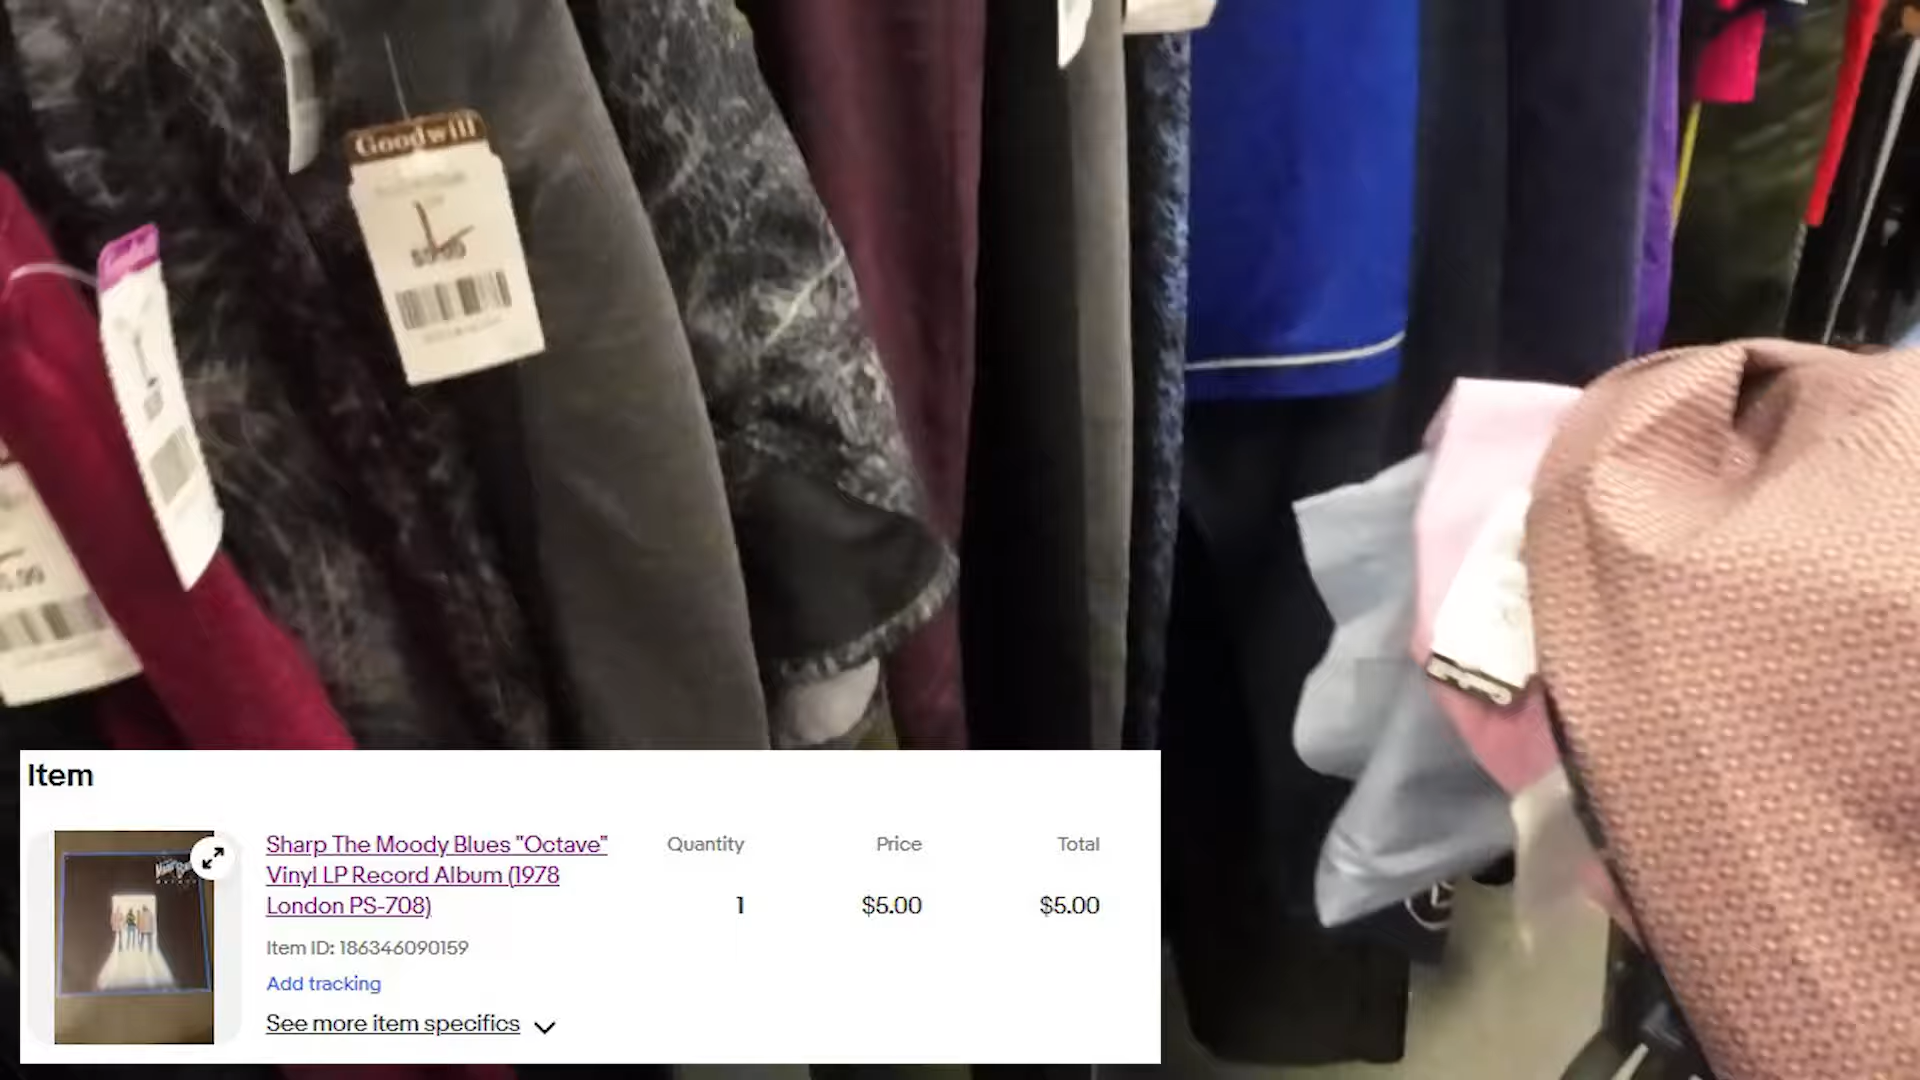 Goodwill
L
Item
Sharp The Moody Blues "Octave"
Vinyl LP Record Album (1978
London PS-708)
Item ID: 186346090159
Add tracking
See more item specifics
Quantity
1
Price
$5.00
Total
$5.00